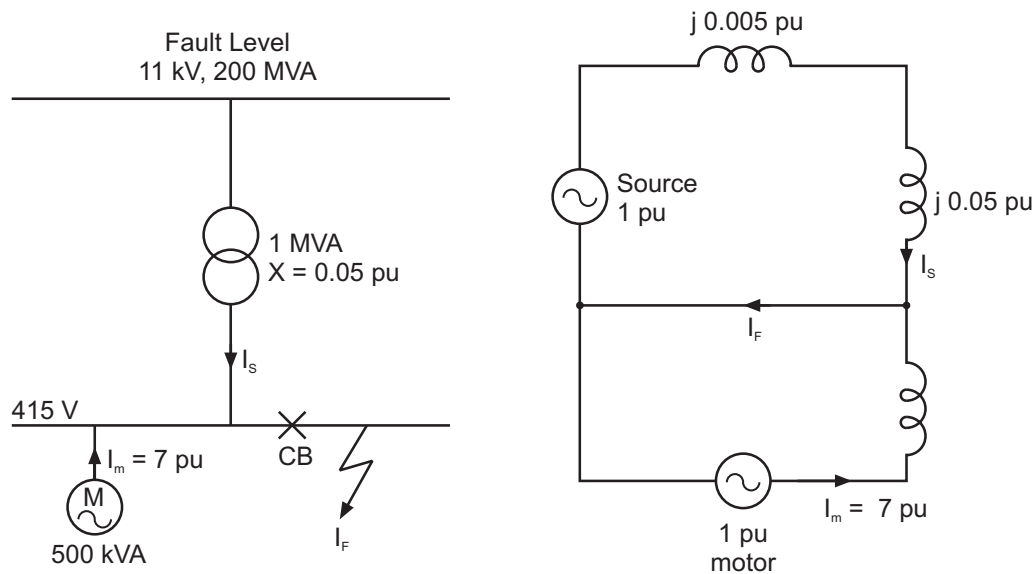 Fault Level
11 kV, 200 MVA
1 MVA
X = 0.05 pu
I_S
415 V
I_m = 7 pu
CB
M
500 kVA
I_F
j 0.005 pu
Source
1 pu
j 0.05 pu
I_S
I_F
I_m = 7 pu
1 pu
motor